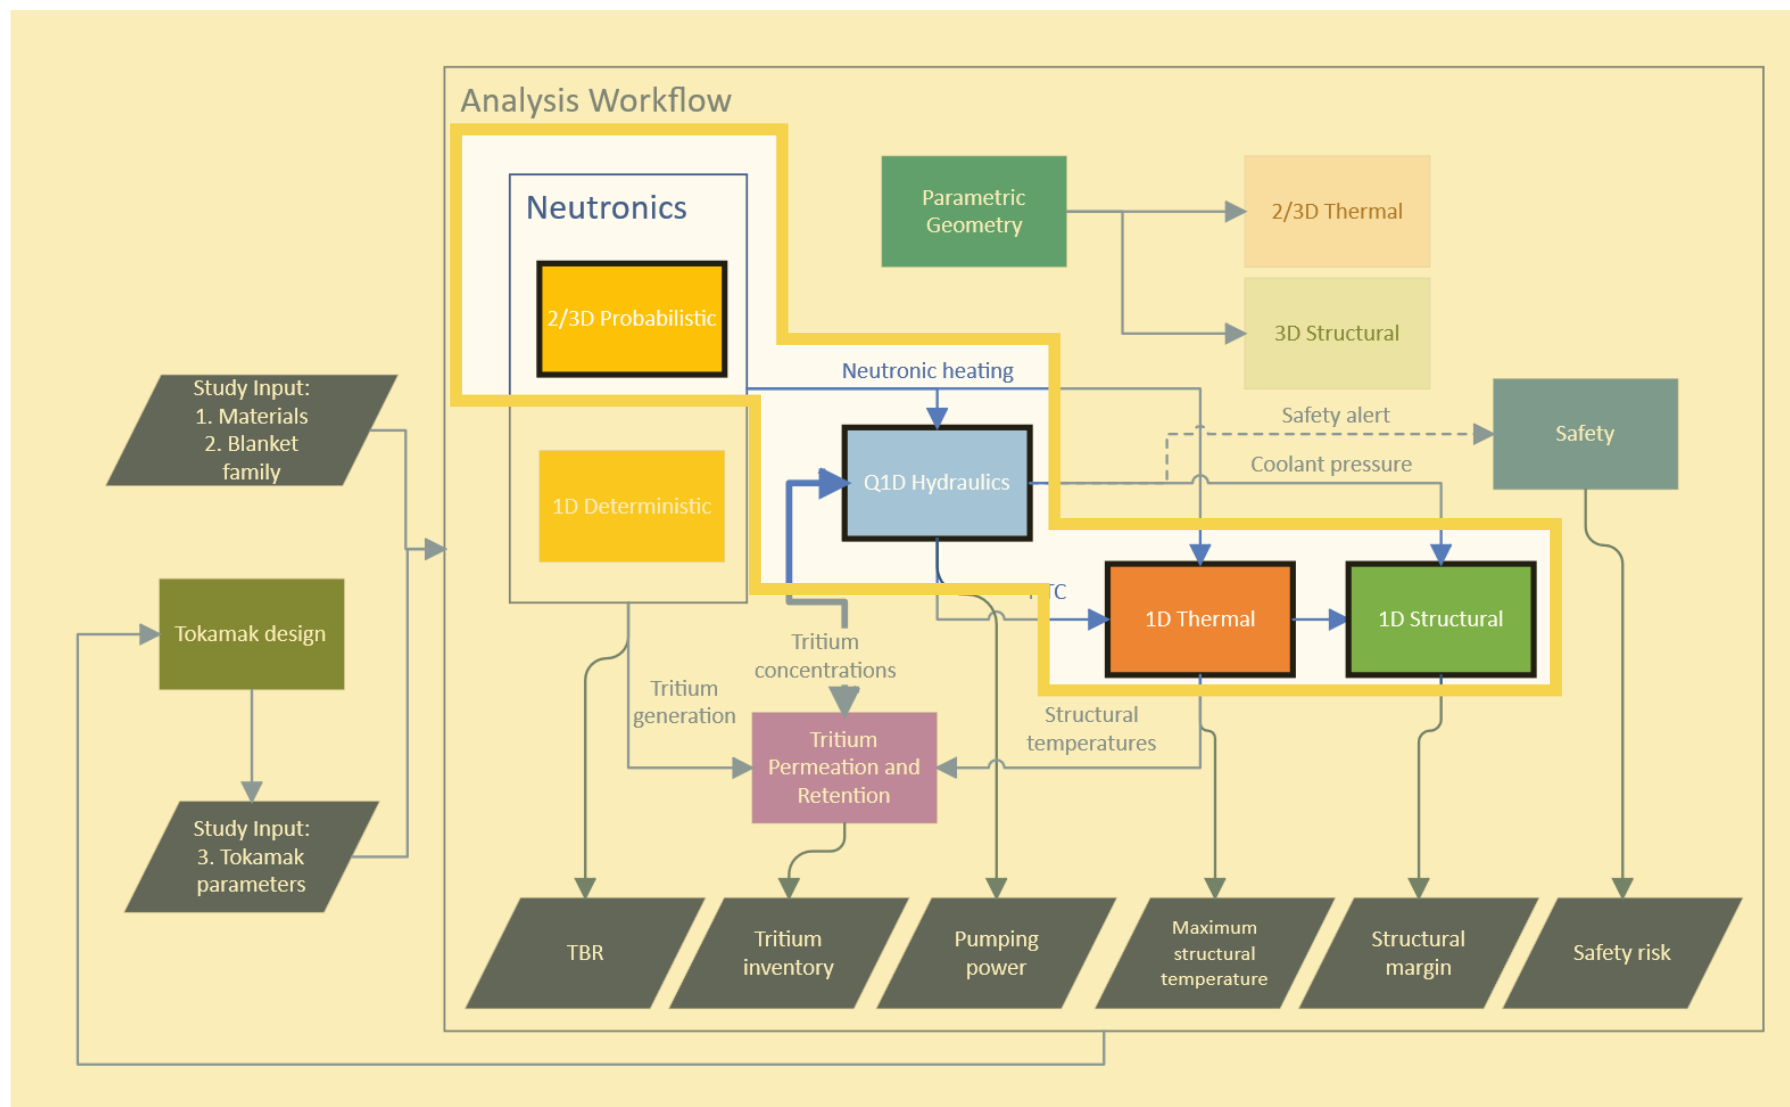 Analysis Workflow
Neutronics
2/3D Probabilistic
1D Deterministic
Parametric
Geometry
2/3D Thermal
3D Structural
Neutronic heating
Safety alert
Coolant pressure
Safety
Q1D Hydraulics
Study Input:
1. Materials
2. Blanket
family
Tokamak design
Study Input:
3. Tokamak
parameters
TC
1D Thermal
1D Structural
Tritium
concentrations
Tritium
generation
Structural
temperatures
Tritium
Permeation and
Retention
TBR
Tritium
inventory
Pumping
power
Maximum
structural
temperature
Structural
margin
Safety risk